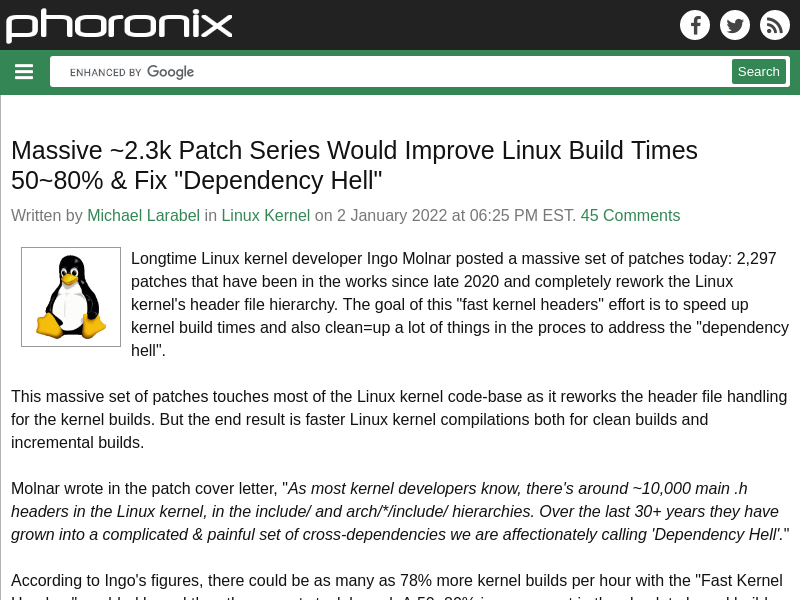 phoronix
ENHANCED BY Google
Search
Massive ~2.3k Patch Series Would Improve Linux Build Times
50~80% & Fix "Dependency Hell"
Written by Michael Larabel in Linux Kernel on 2 January 2022 at 06:25 PM EST. 45 Comments
Longtime Linux kernel developer Ingo Molnar posted a massive set of patches today: 2,297
patches that have been in the works since late 2020 and completely rework the Linux
kernel's header file hierarchy. The goal of this "fast kernel headers" effort is to speed up
kernel build times and also clean=up a lot of things in the proces to address the "dependency
hell".
This massive set of patches touches most of the Linux kernel code-base as it reworks the header file handling
for the kernel builds. But the end result is faster Linux kernel compilations both for clean builds and
incremental builds.
Molnar wrote in the patch cover letter, "As most kernel developers know, there's around ~10,000 main .h
headers in the Linux kernel, in the include/ and arch/*/include/ hierarchies. Over the last 30+ years they have
grown into a complicated & painful set of cross-dependencies we are affectionately calling 'Dependency Hell'."
According to Ingo's figures, there could be as many as 78% more kernel builds per hour with the "Fast Kernel